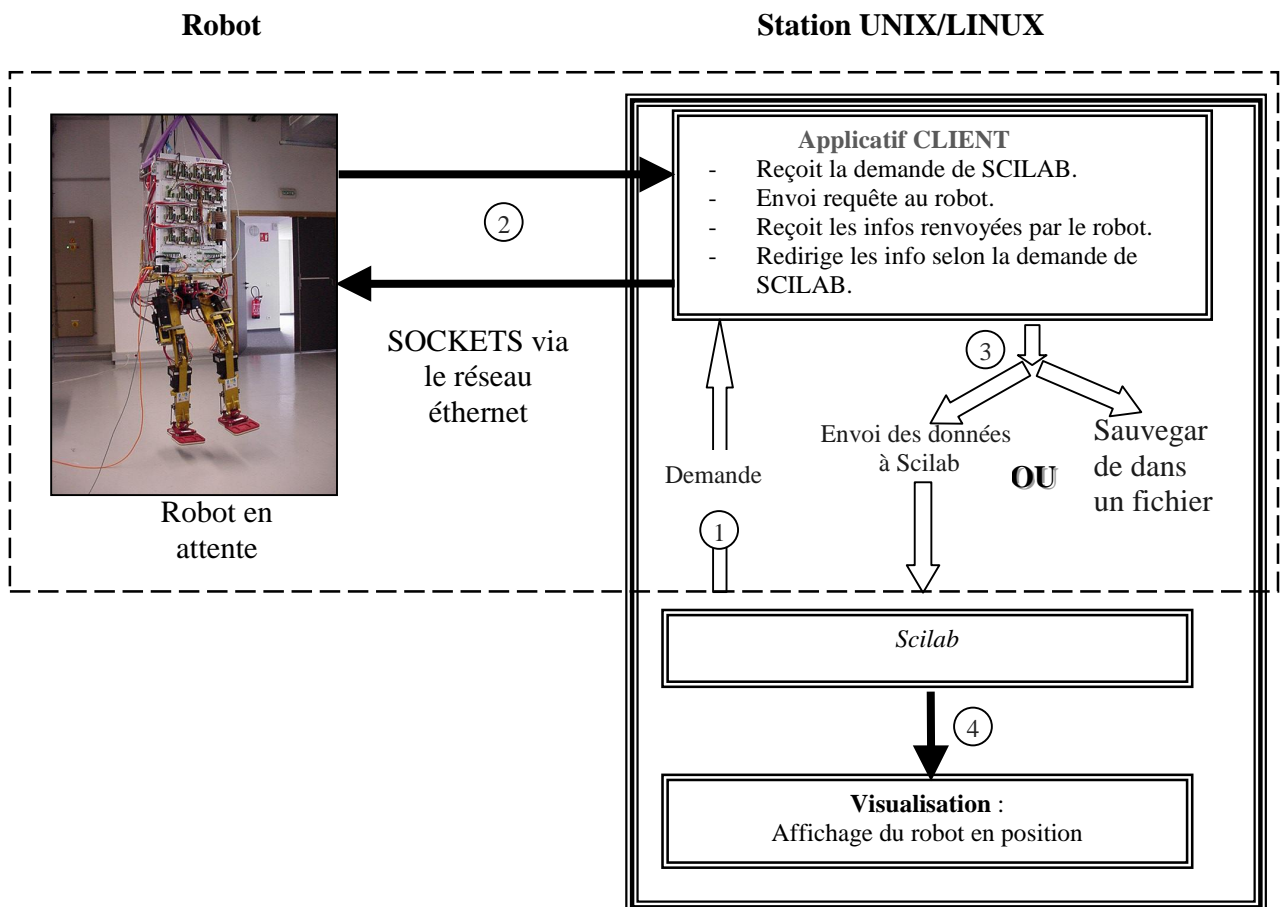 Robot
Station UNIX/LINUX
Applicatif CLIENT
- Reçoit la demande de SCILAB.
- Envoi requête au robot.
- Reçoit les infos renvoyées par le robot.
- Redirige les info selon la demande de
SCILAB.
2
SOCKETS via
le réseau
éthernet
Robot en
attente
3
Envoi des données
à Scilab
OU
Sauvegar
de dans
un fichier
Demande
1
Scilab
4
Visualisation :
Affichage du robot en position